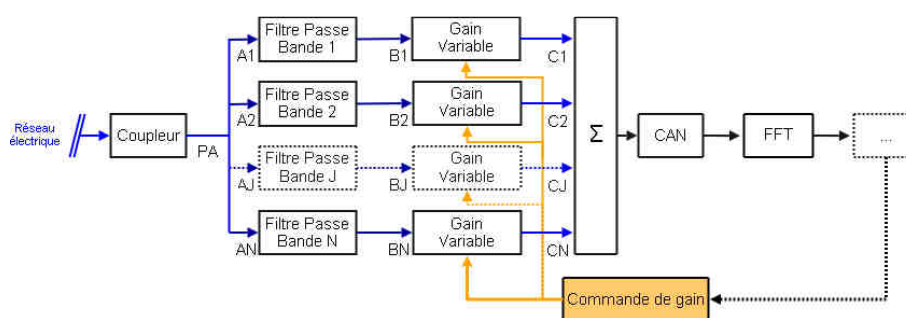 Filtre Passe
Bande 1
Gain
Variable
A1
B1
C1
Filtre Passe
Bande 2
Gain
Variable
A2
B2
C2
Réseau
électrique
Coupleur
PA
Σ
CAN
FFT
...
Filtre Passe
Bande J
Gain
Variable
AJ
BJ
CJ
Filtre Passe
Bande N
Gain
Variable
AN
BN
CN
Commande de gain